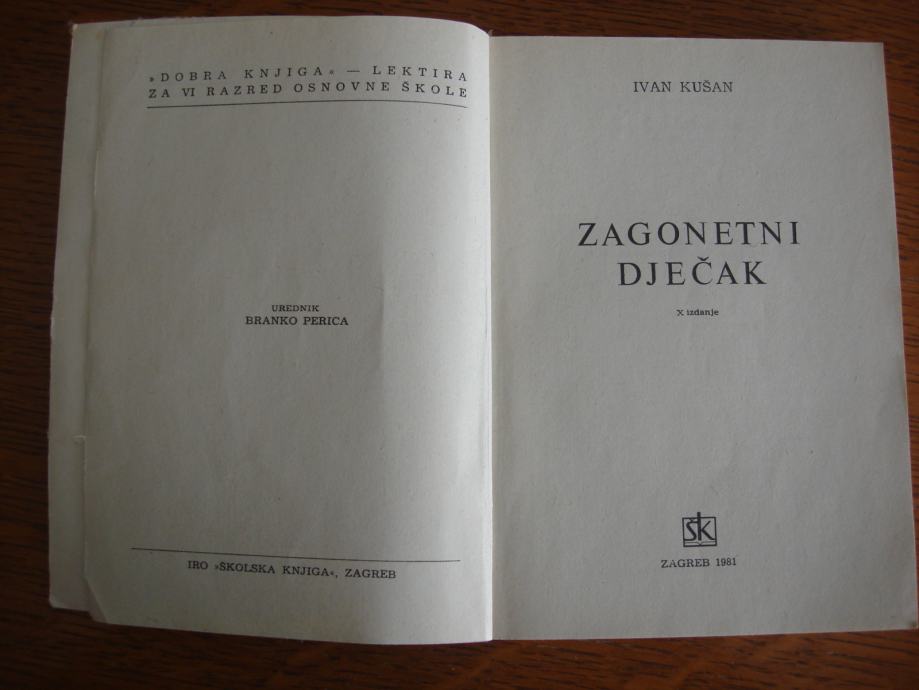 »DOBRA KNJIGA« — LEKTIRA
ZA VI RAZRED OSNOVNE ŠKOLE
UREDNIK
BRANKO PERICA
IRO »ŠKOLSKA KNJIGA«, ZAGREB
IVAN KUŠAN
ZAGONETNI
DJEČAK
X izdanje
ŠK
ZAGREB 1981